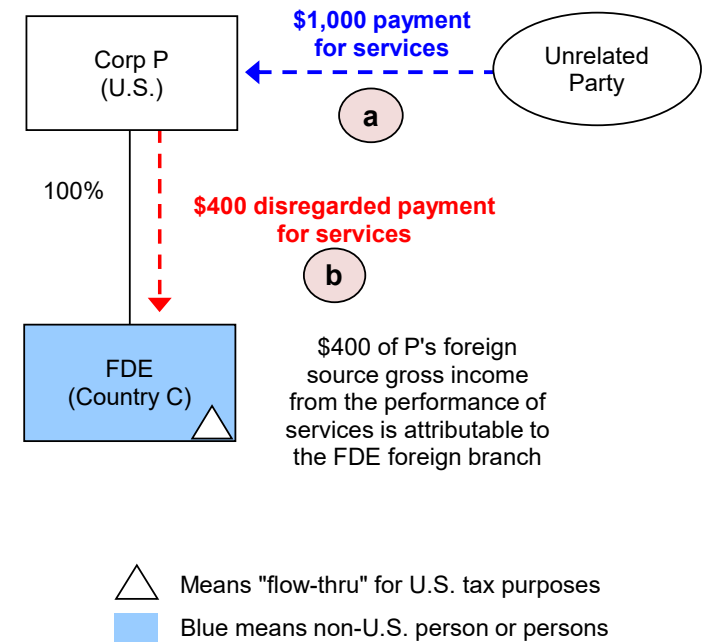 $1,000 payment
for services
Corp P
(U.S.)
Unrelated
Party
a
100%
$400 disregarded payment
for services
b
FDE
(Country C)
$400 of P's foreign
source gross income
from the performance of
services is attributable to
the FDE foreign branch
Means "flow-thru" for U.S. tax purposes
Blue means non-U.S. person or persons